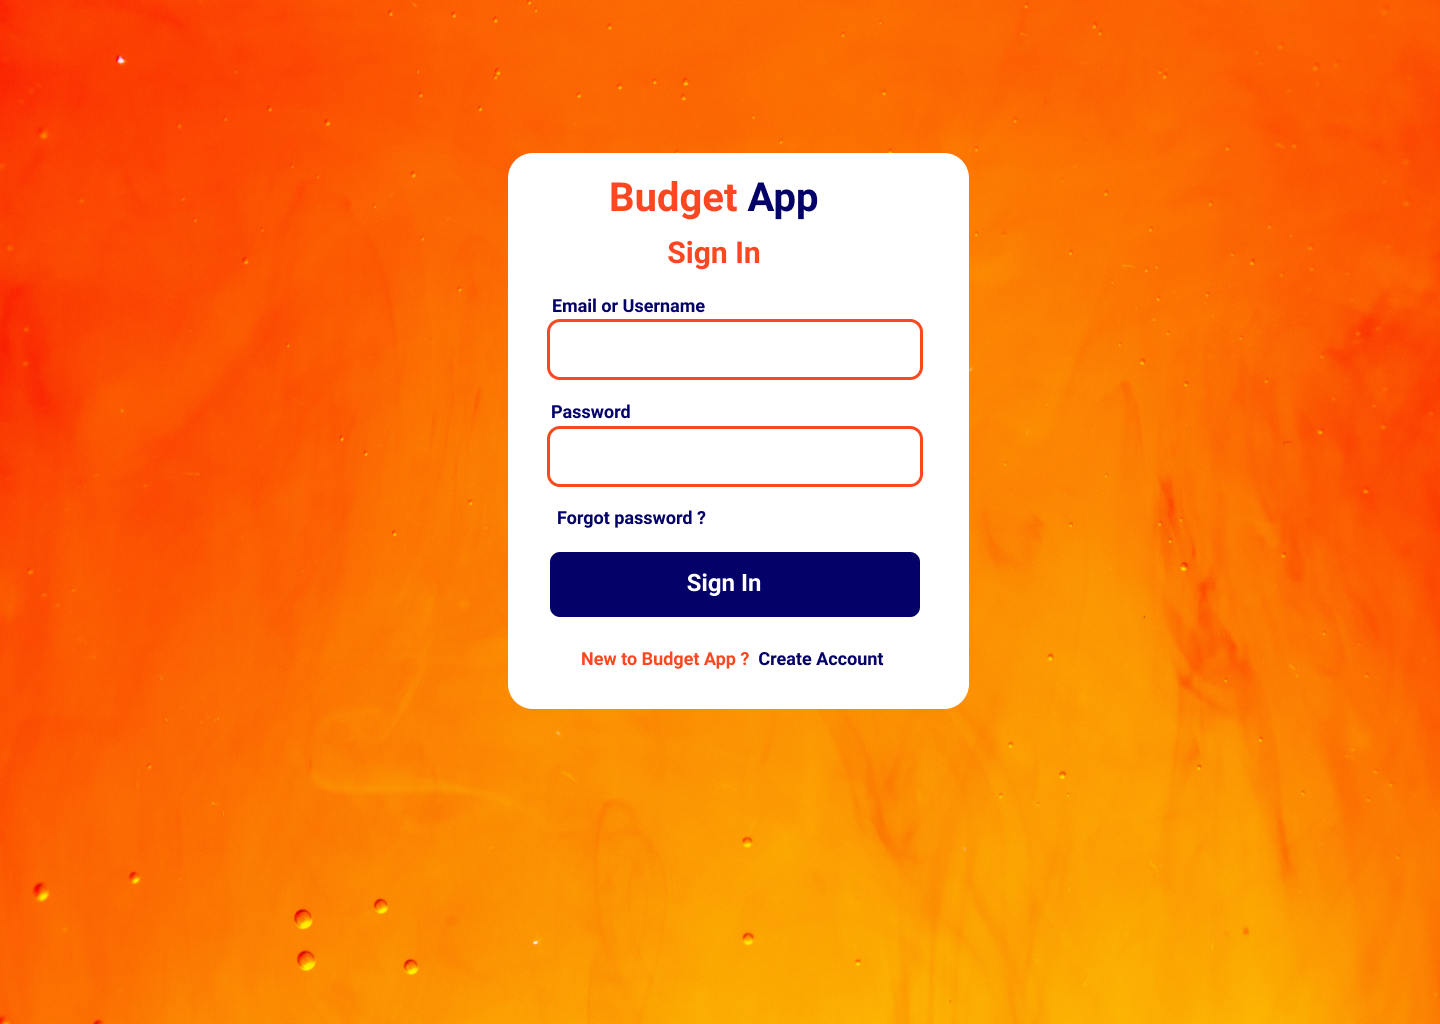 Budget App
Sign In
Email or Username
Password
Forgot password ?
Sign In
New to Budget App ? Create Account